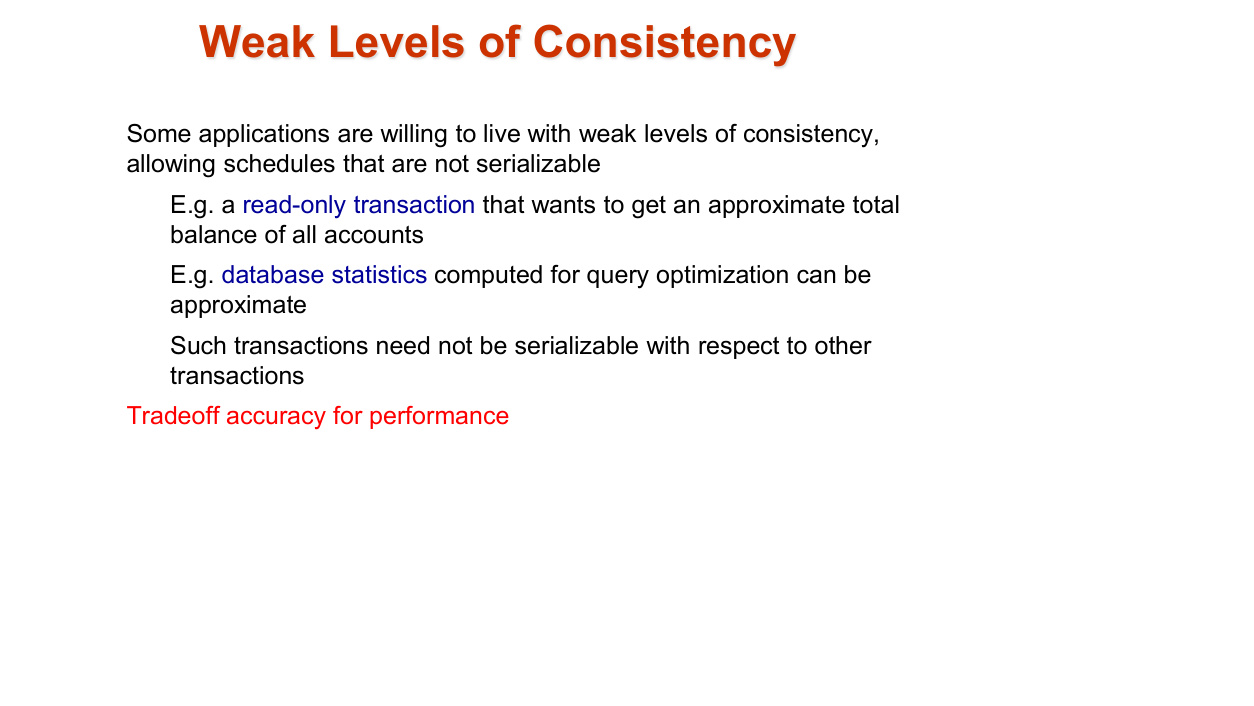 Weak Levels of Consistency
Some applications are willing to live with weak levels of consistency,
allowing schedules that are not serializable
E.g. a read-only transaction that wants to get an approximate total
balance of all accounts
E.g. database statistics computed for query optimization can be
approximate
Such transactions need not be serializable with respect to other
transactions
Tradeoff accuracy for performance